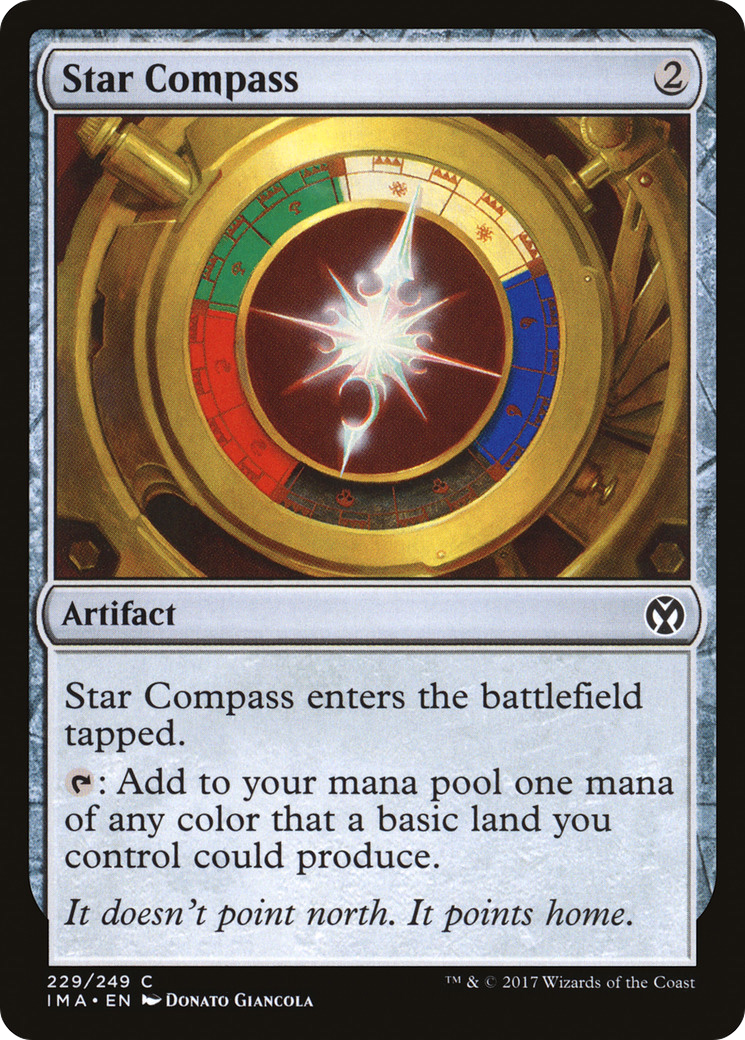 Star Compass 2
Artifact
Star Compass enters the battlefield
tapped.
: Add to your mana pool one mana
of any color that a basic land you
control could produce.
It doesn't point north. It points home.
229/249 C
IMA • EN Donato Giancola
™ & © 2017 Wizards of the Coast